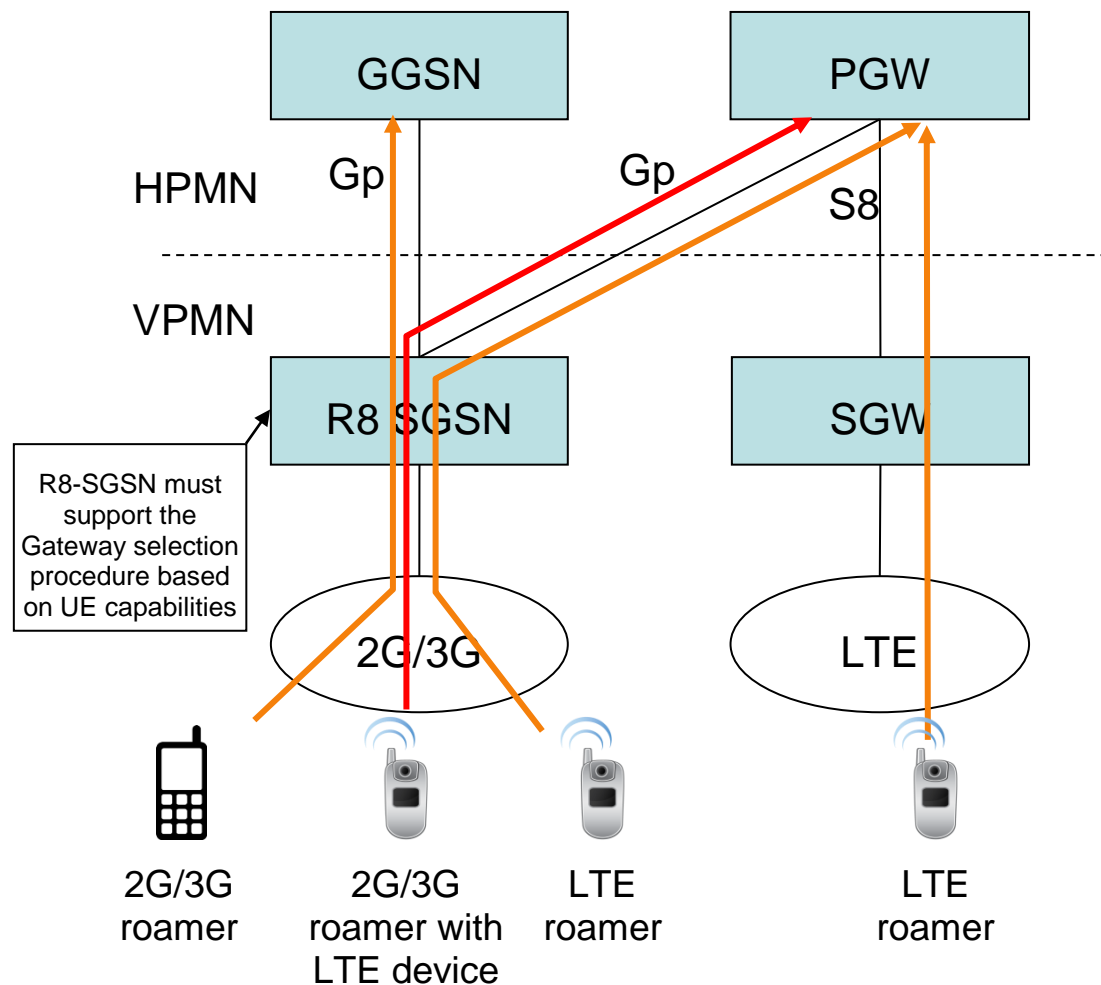 GGSN
PGW
Gp
Gp
HPMN
S8
VPMN
R8 SGSN
SGW
R8-SGSN must
support the
Gateway selection
procedure based
on UE capabilities
2G/3G
LTE
2G/3G
roamer
2G/3G
roamer with
LTE device
LTE
roamer
LTE
roamer